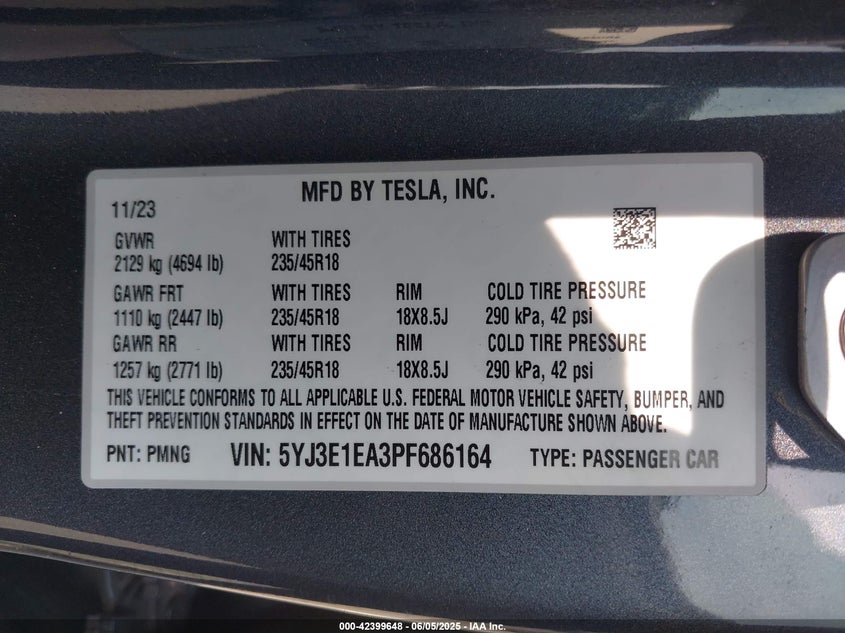 MFD BY TESLA, INC.
11/23
GVWR WITH TIRES
2129 kg (4694 lb) 235/45R18
GAWR FRT WITH TIRES RIM COLD TIRE PRESSURE
1110 kg (2447 lb) 235/45R18 18X8.5J 290 kPa, 42 psi
GAWR RR WITH TIRES RIM COLD TIRE PRESSURE
1257 kg (2771 lb) 235/45R18 18X8.5J 290 kPa, 42 psi
THIS VEHICLE CONFORMS TO ALL APPLICABLE U.S. FEDERAL MOTOR VEHICLE SAFETY, BUMPER, AND
THEFT PREVENTION STANDARDS IN EFFECT ON THE DATE OF MANUFACTURE SHOWN ABOVE.
PNT: PMNG VIN: 5YJ3E1EA3PF686164 TYPE: PASSENGER CAR
000-42399648 - 06/05/2025 - IAA Inc.